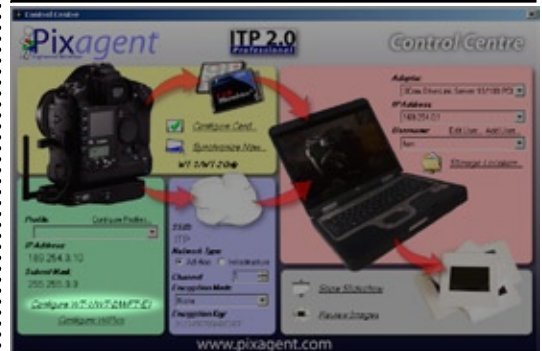 Control Centre
Pixagent
ITP 2.0
Professional
Control Centre
Adapter
IP Address
Username Edit User... Add User...
Storage Location...
Configure Card...
Synchronize Now...
Profile Configure Profiles...
IP Address
169.254.3.10
Subnet Mask
255.255.0.0
Configure WT-1/WT-2/WFT-E1
SSID
ITP
Network Type
Ad-Hoc Infrastructure
Channel
Encryption Mode
None
Encryption Key
Show Slideshow
Review Images
www.pixagent.com